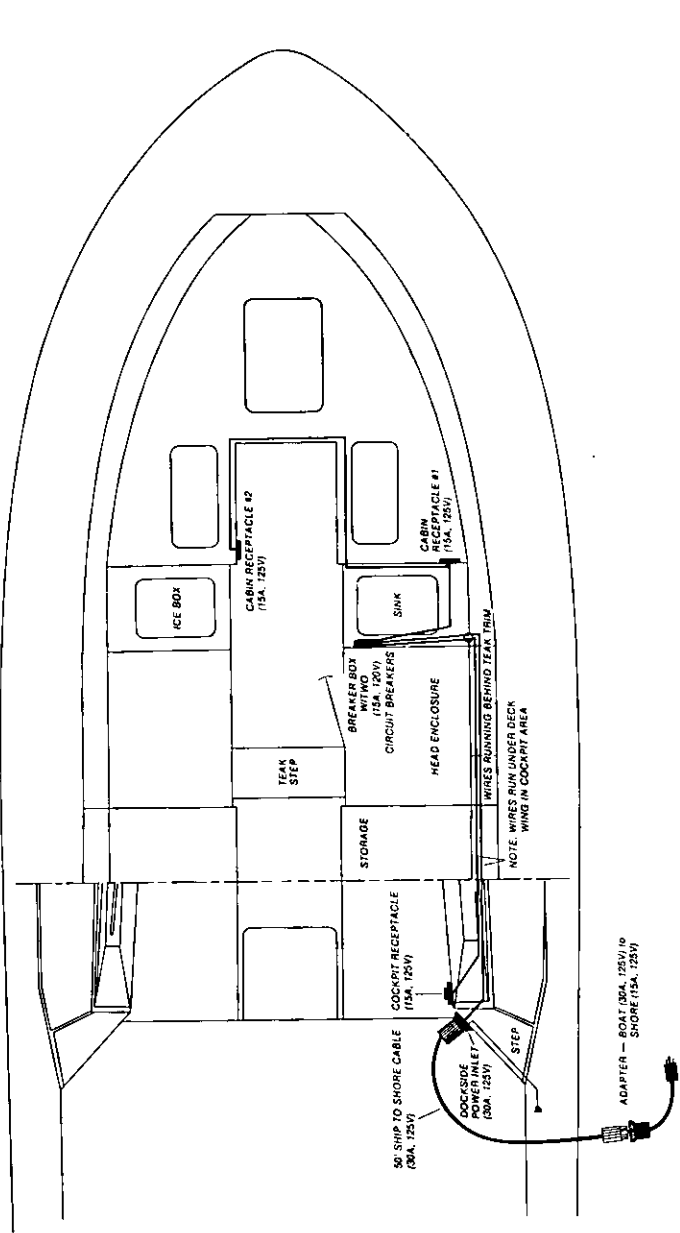 ICE BOX
CABIN RECEPTACLE #2
(15A, 125V)
CABIN
RECEPTACLE #1
(15A, 125V)
SINK
BREAKER BOX
W/TWO
(15A, 120V)
CIRCUIT BREAKERS
TEAK
STEP
HEAD ENCLOSURE
WIRES RUNNING BEHIND TEAK TRIM
NOTE. WIRES RUN UNDER DECK
WING IN COCKPIT AREA
STORAGE
COCKPIT RECEPTACLE
(15A, 125V)
50' SHIP TO SHORE CABLE
(30A, 125V)
DOCKSIDE
POWER INLET
(30A, 125V)
STEP
ADAPTER — BOAT (30A, 125V) to
SHORE (15A, 125V)